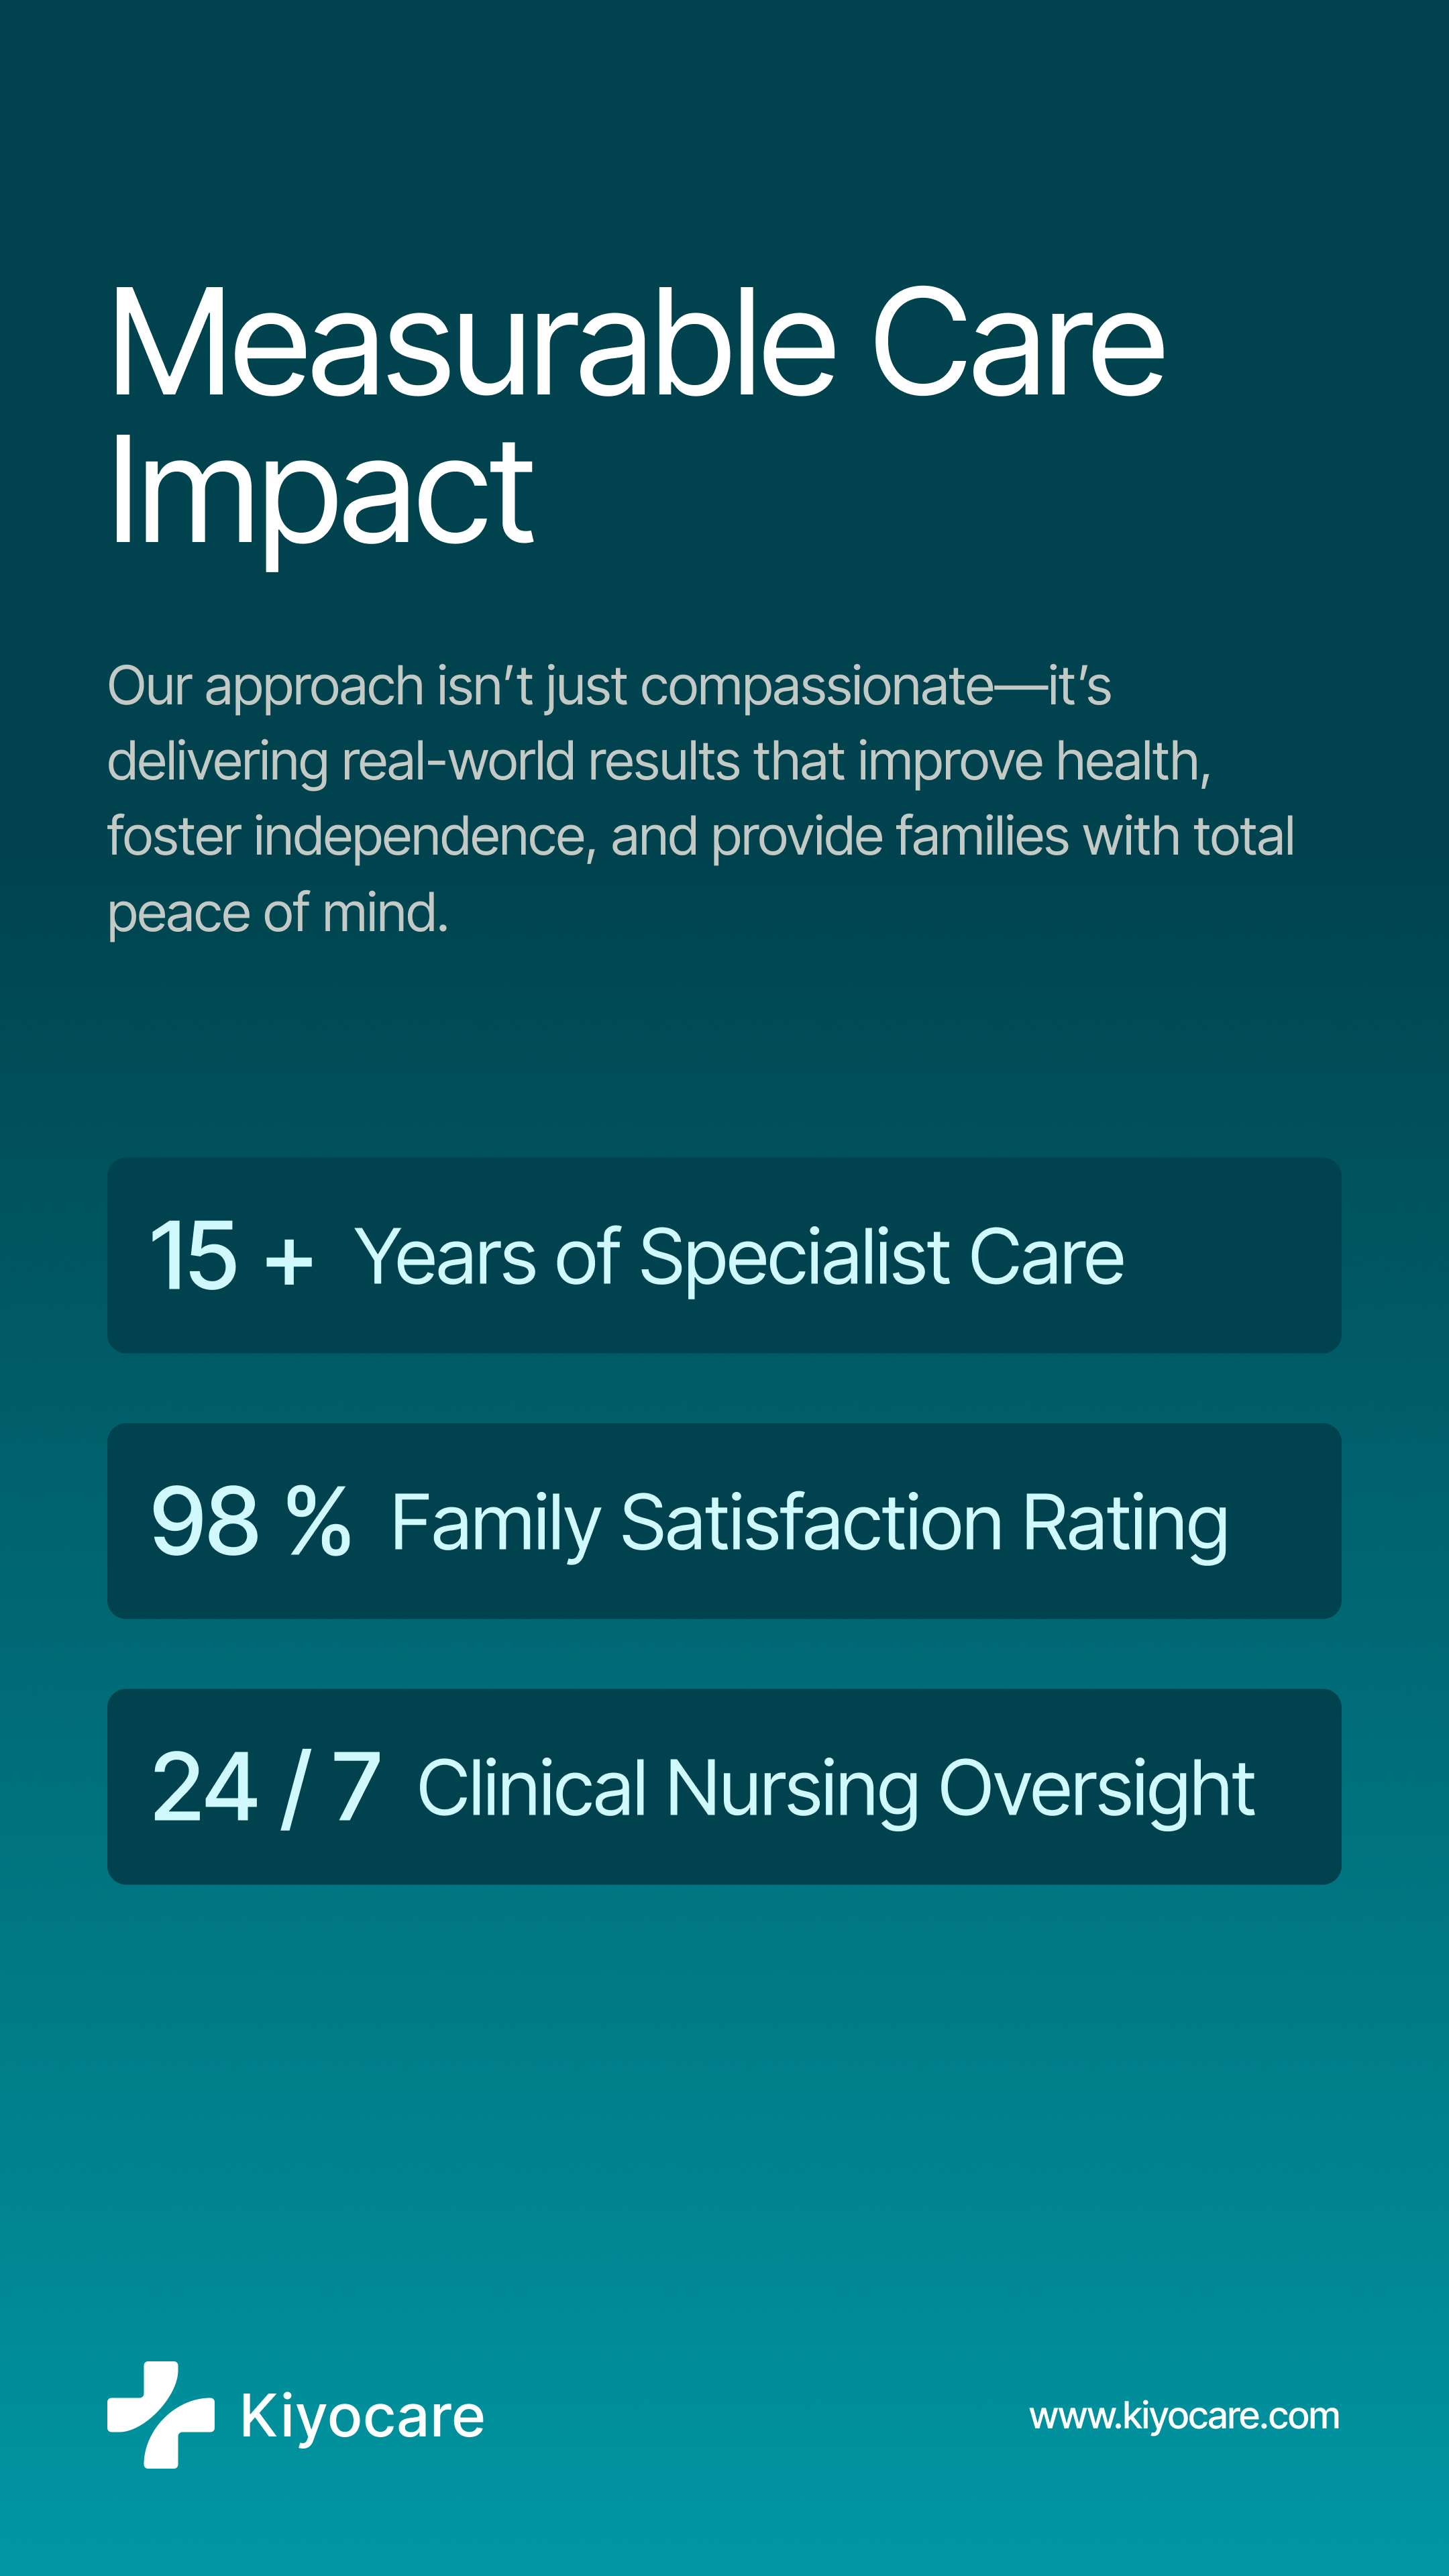 Measurable Care
Impact
Our approach isn’t just compassionate—it’s
delivering real-world results that improve health,
foster independence, and provide families with total
peace of mind.
15 + Years of Specialist Care
98 % Family Satisfaction Rating
24 / 7 Clinical Nursing Oversight
Kiyocare
www.kiyocare.com